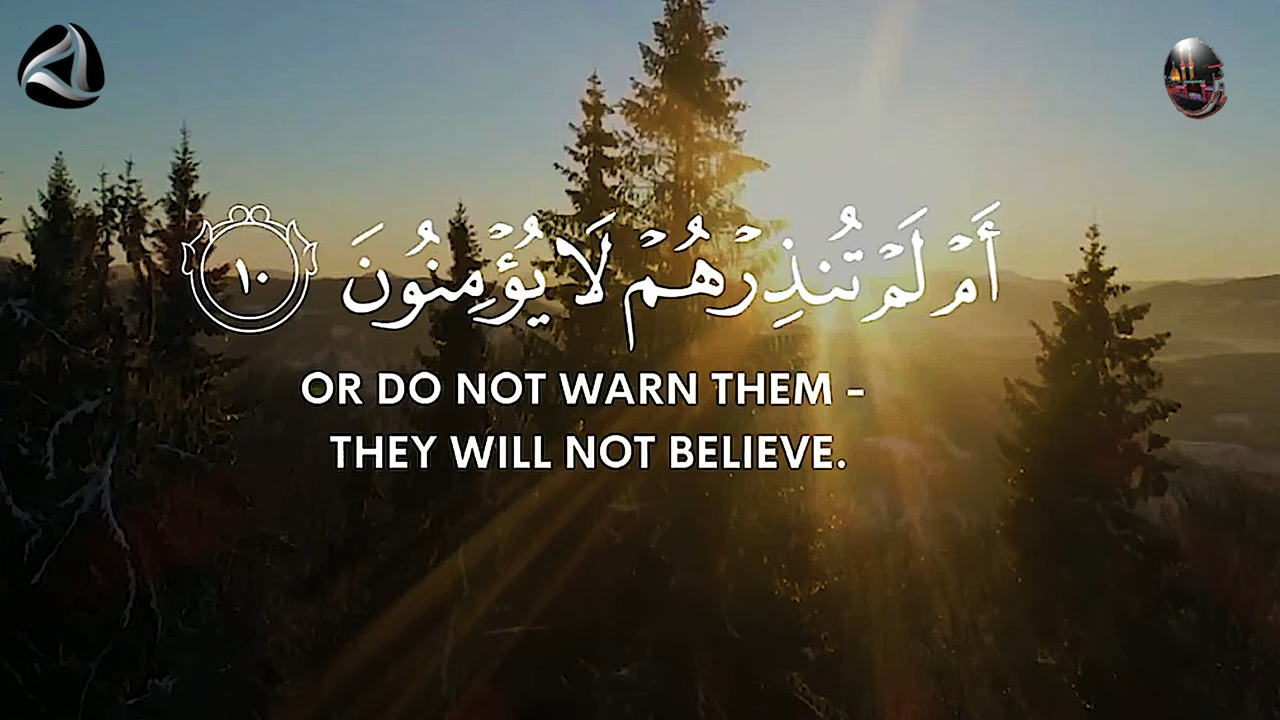 أَمْ لَمْ تُنذِرْهُمْ لَا يُؤْمِنُونَ ١٠
OR DO NOT WARN THEM -
THEY WILL NOT BELIEVE.